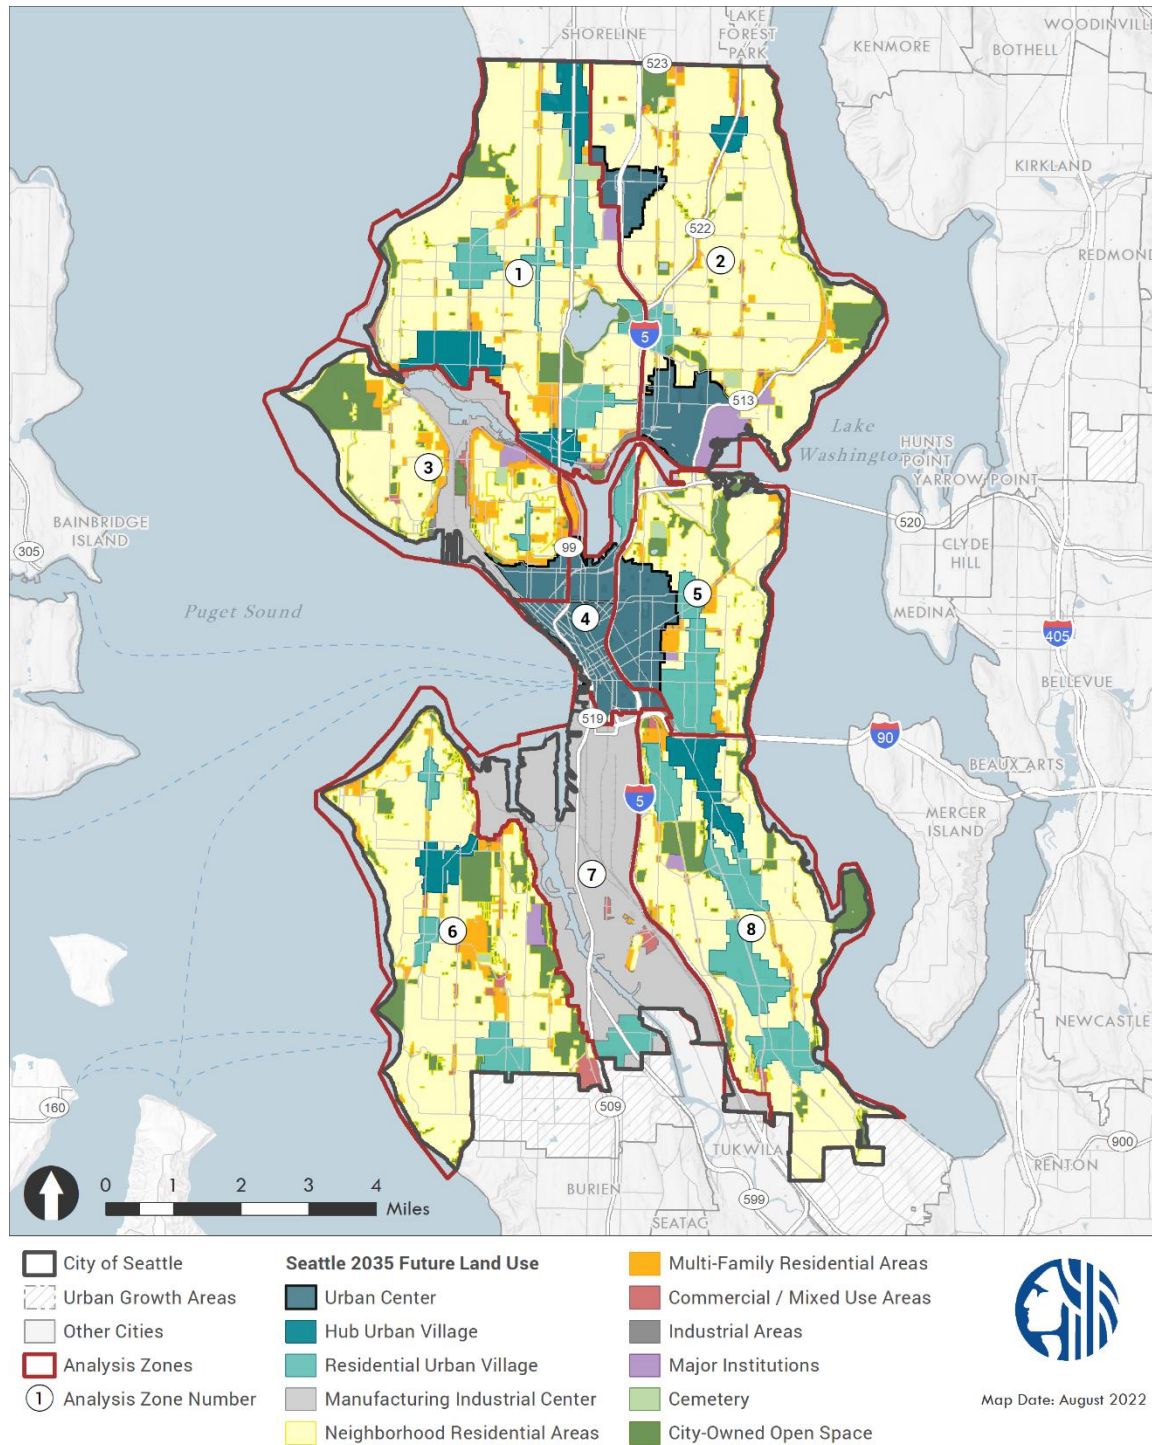 SHORELINE
LAKE
FOREST
PARK
WOODINVILLE
KENMORE
BOTHELL
523
KIRKLAND
522
REDMOND
1
2
5
513
Lake
Washington
HUNTS
POINT
YARROW POINT
3
BAINBRIDGE
ISLAND
305
520
99
CLYDE
HILL
Puget Sound
4
5
MEDINA
405
BELLEVUE
519
90
BEAUX ARTS
5
MERCER
ISLAND
7
6
8
NEWCASTLE
160
509
900
TUKWILA
RENTON
BURIEN
599
SEATAC
0 1 2 3 4
Miles
City of Seattle
Urban Growth Areas
Other Cities
Analysis Zones
1 Analysis Zone Number
Seattle 2035 Future Land Use
Urban Center
Hub Urban Village
Residential Urban Village
Manufacturing Industrial Center
Neighborhood Residential Areas
Multi-Family Residential Areas
Commercial / Mixed Use Areas
Industrial Areas
Major Institutions
Cemetery
City-Owned Open Space
Map Date: August 2022